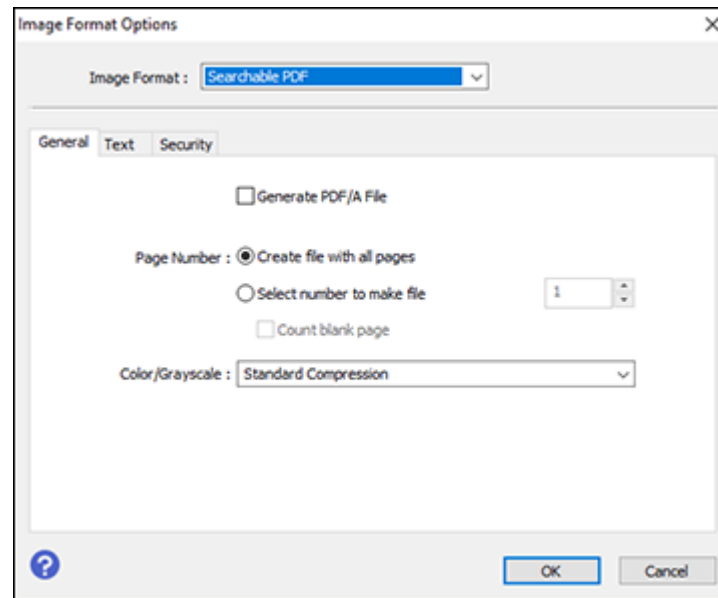 Image Format Options
Image Format : Searchable PDF
General Text Security
Generate PDF/A File
Page Number : Create file with all pages
Select number to make file 1
Count blank page
Color/Grayscale : Standard Compression
? OK Cancel